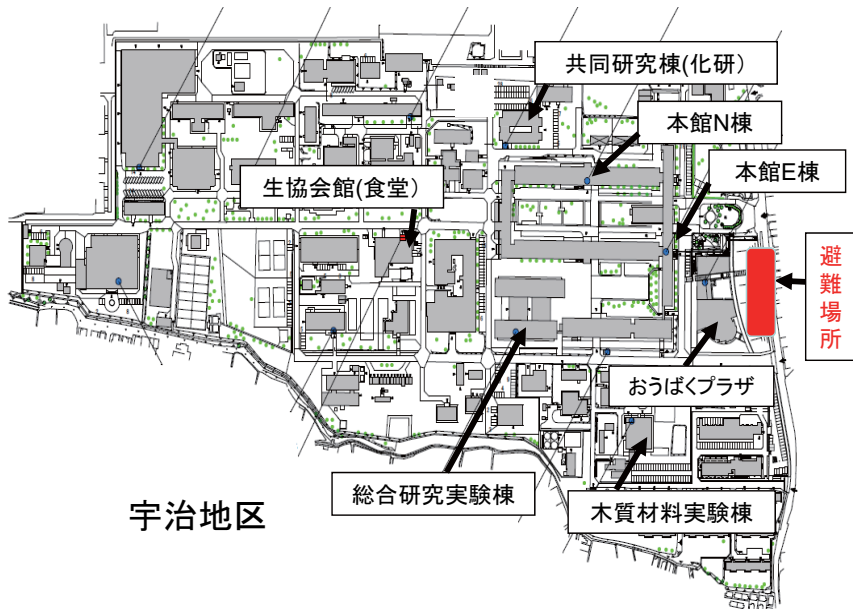 共同研究棟(化研）
本館N棟
本館E棟
生協会館(食堂）
避難場所
おうばくプラザ
総合研究実験棟
木質材料実験棟
宇治地区